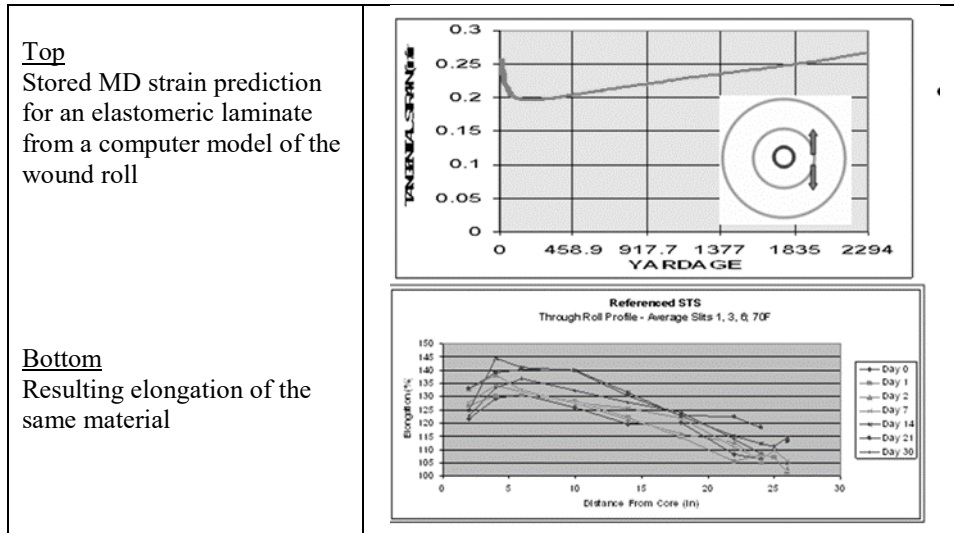 Top
Stored MD strain prediction
for an elastomeric laminate
from a computer model of the
wound roll
0.3
0.25
0.2
0.15
0.1
0.05
0
0 458.9 917.7 1377 1835 2294
YARDAGE
Bottom
Resulting elongation of the
same material
Referenced STS
Through Roll Profile - Average Slits 1, 3, 6; 70F
150
145
140
135
130
125
120
115
110
105
100
Elongation (%
0 5 10 15 20 25 30
Distance From Core (In)
Day 0
Day 1
Day 2
Day 7
Day 14
Day 21
Day 30